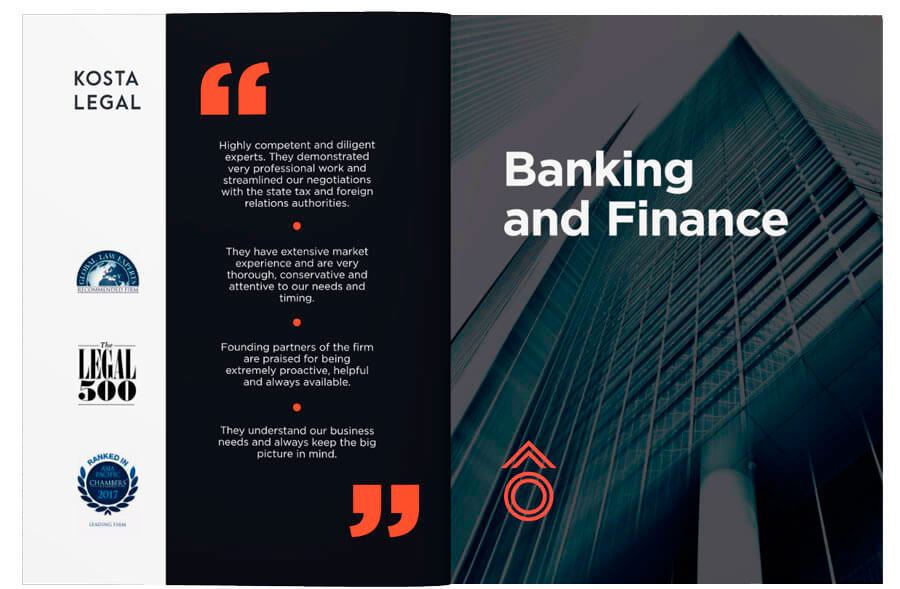 KOSTA
LEGAL
GLOBAL LAW EXPERTS
RECOMMENDED FIRM
The
LEGAL
500
RANKED IN
ASIA
PACIFIC
CHAMBERS
2017
LEADING FIRM
“
Highly competent and diligent
experts. They demonstrated
very professional work and
streamlined our negotiations
with the state tax and foreign
relations authorities.
They have extensive market
experience and are very
thorough, conservative and
attentive to our needs and
timing.
Founding partners of the firm
are praised for being
extremely proactive, helpful
and always available.
They understand our business
needs and always keep the big
picture in mind.
”
Banking
and Finance